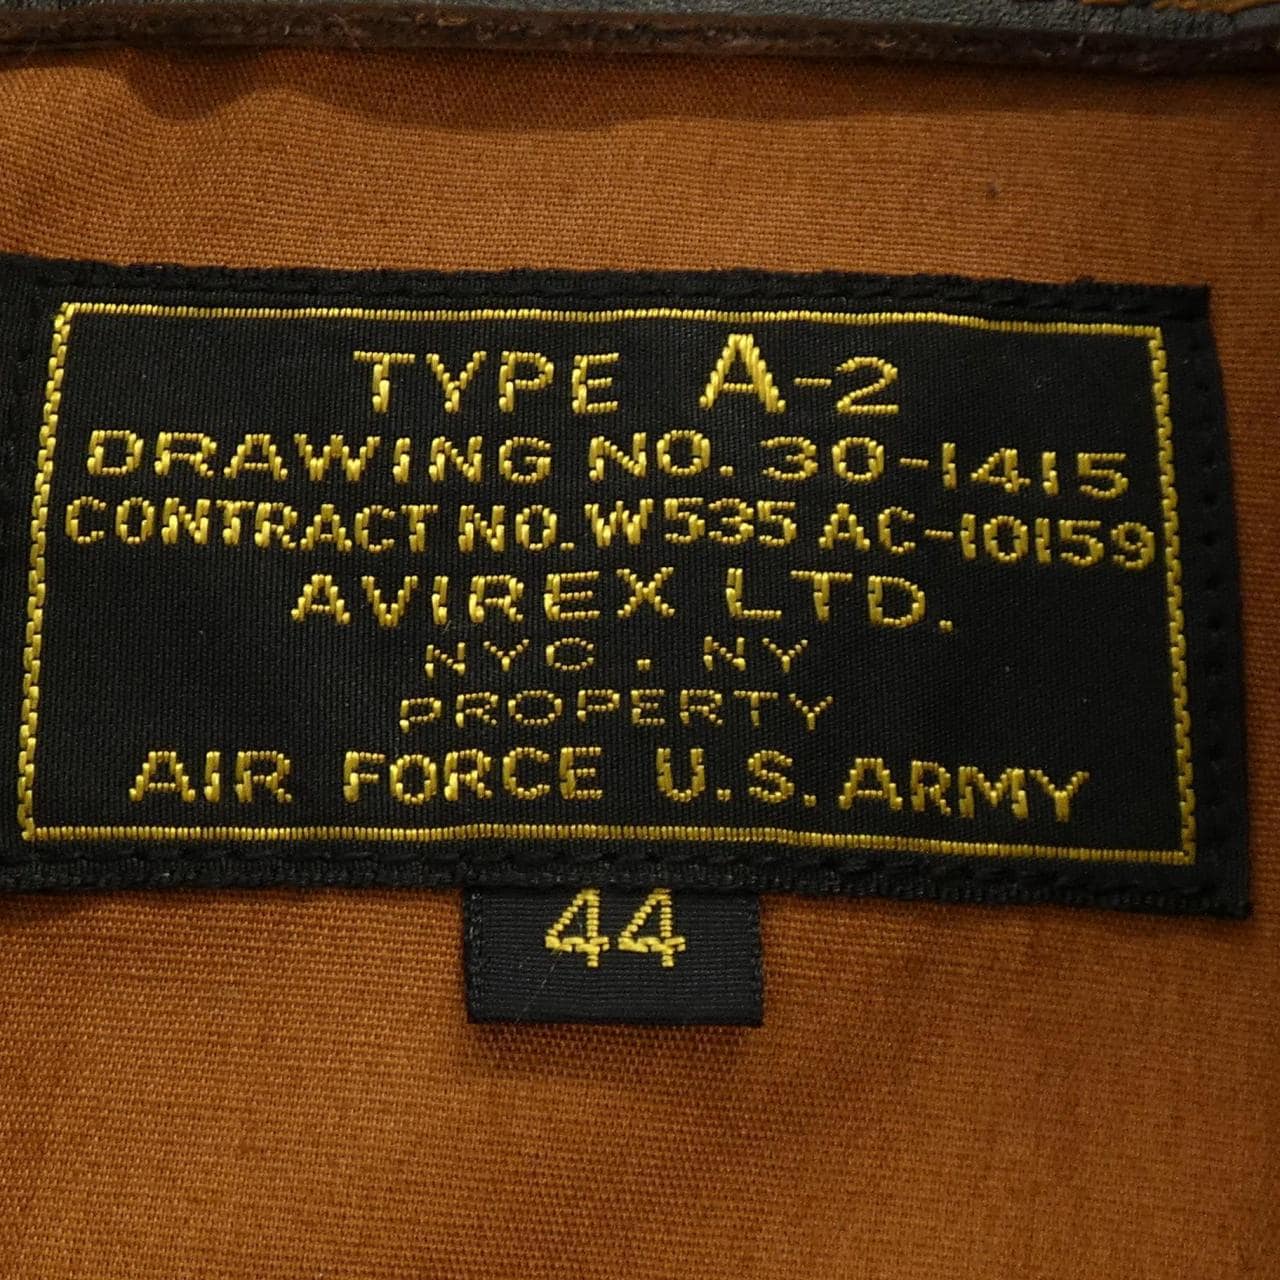 TYPE A-2
DRAWING NO. 30-1415
CONTRACT NO. W535 AC-10159
AVIREX LTD.
NYC. NY
PROPERTY
AIR FORCE U.S. ARMY
44